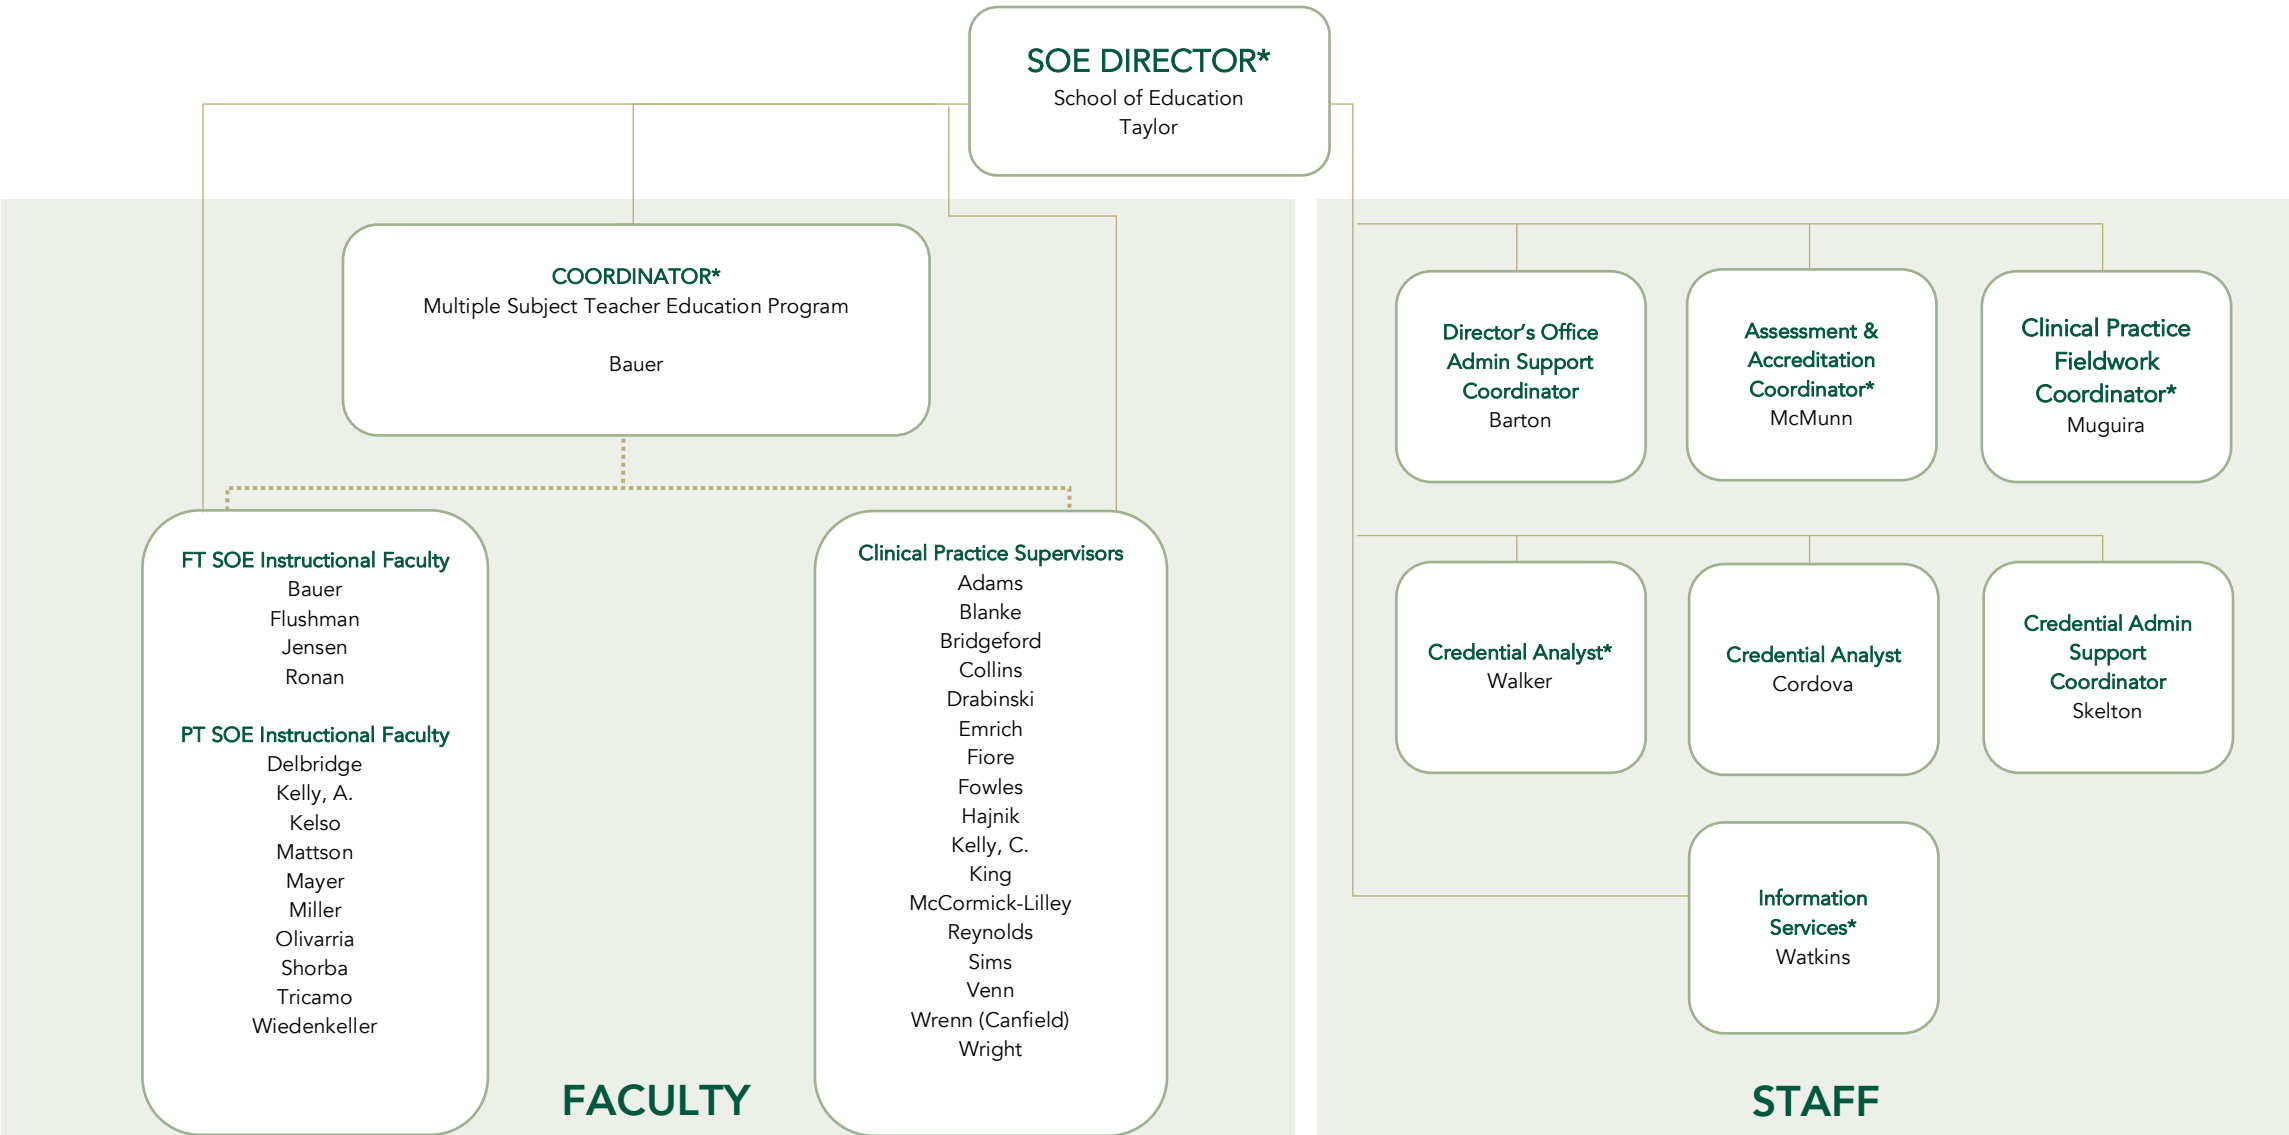 SOE DIRECTOR*
School of Education
Taylor
COORDINATOR*
Multiple Subject Teacher Education Program
Bauer
FT SOE Instructional Faculty
Bauer
Flushman
Jensen
Ronan
PT SOE Instructional Faculty
Delbridge
Kelly, A.
Kelso
Mattson
Mayer
Miller
Olivarria
Shorba
Tricamo
Wiedenkeller
Clinical Practice Supervisors
Adams
Blanke
Bridgeford
Collins
Drabinski
Emrich
Fiore
Fowles
Hajnik
Kelly, C.
King
McCormick-Lilley
Reynolds
Sims
Venn
Wrenn (Canfield)
Wright
FACULTY
Director’s Office
Admin Support
Coordinator
Barton
Assessment &
Accreditation
Coordinator*
McMunn
Clinical Practice
Fieldwork
Coordinator*
Muguira
Credential Analyst*
Walker
Credential Analyst
Cordova
Credential Admin
Support
Coordinator
Skelton
Information
Services*
Watkins
STAFF